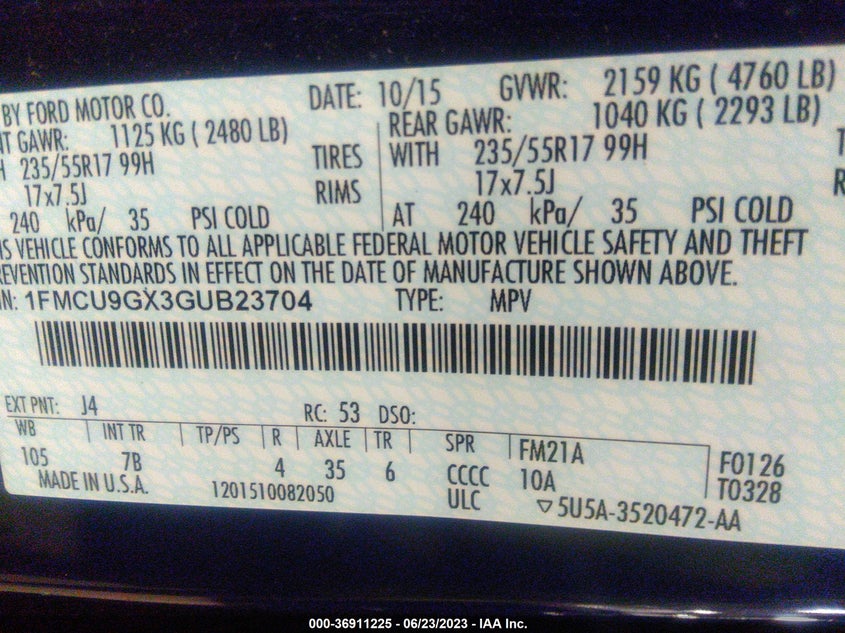 BY FORD MOTOR CO. DATE: 10/15 GVWR: 2159 KG ( 4760 LB)
NT GAWR: 1125 KG ( 2480 LB) REAR GAWR: 1040 KG ( 2293 LB)
H 235/55R17 99H TIRES WITH 235/55R17 99H T
17x7.5J RIMS 17x7.5J R
240 kPa/ 35 PSI COLD AT 240 kPa/ 35 PSI COLD
IS VEHICLE CONFORMS TO ALL APPLICABLE FEDERAL MOTOR VEHICLE SAFETY AND THEFT
REVENTION STANDARDS IN EFFECT ON THE DATE OF MANUFACTURE SHOWN ABOVE.
IN: 1FMCU9GX3GUB23704 TYPE: MPV
EXT PNT: J4 RC: 53 DSO:
WB INT TR TP/PS R AXLE TR SPR FM21A F0126
105 7B 4 35 6 CCCC 10A T0328
MADE IN U.S.A. 1201510082050 ULC ▽5U5A-3520472-AA
000-36911225 - 06/23/2023 - IAA Inc.